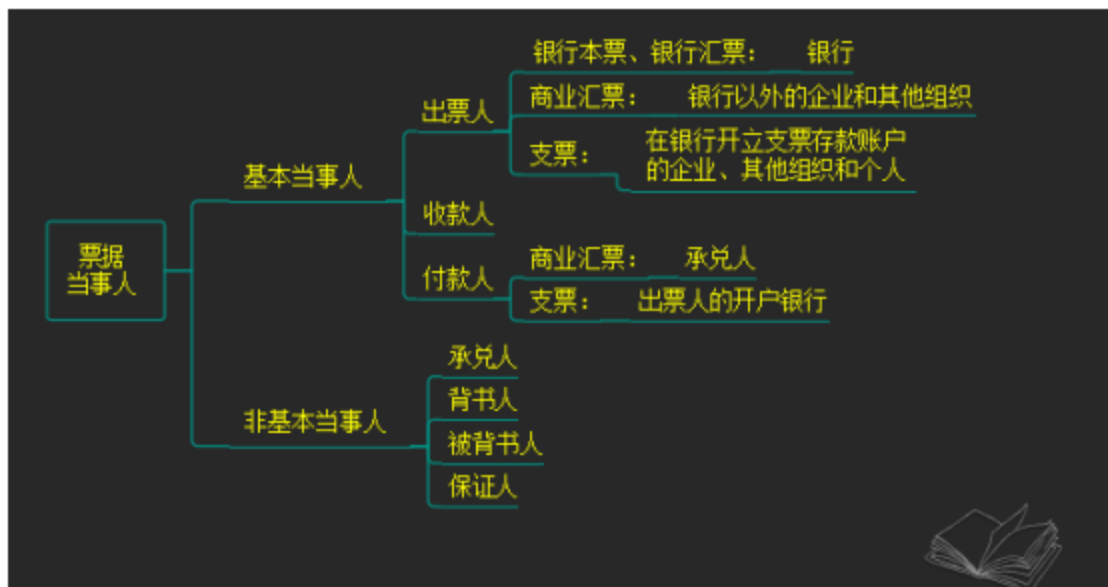 票据
当事人
基本当事人
出票人
银行本票、银行汇票： 银行
商业汇票： 银行以外的企业和其他组织
支票： 在银行开立支票存款账户
的企业、其他组织和个人
收款人
付款人
商业汇票： 承兑人
支票： 出票人的开户银行
非基本当事人
承兑人
背书人
被背书人
保证人